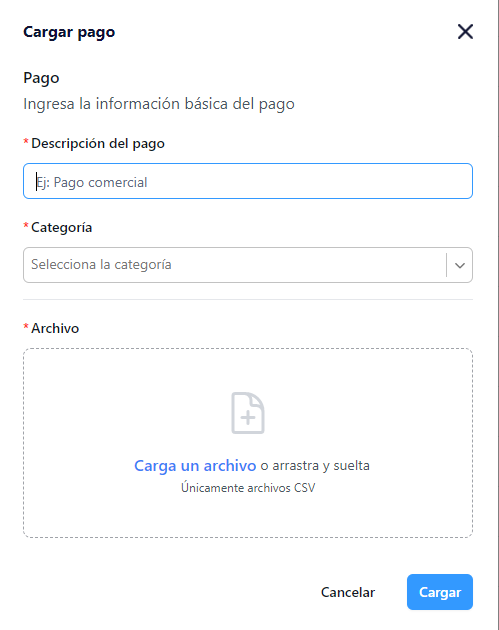 Cargar pago
Pago
Ingresa la información básica del pago
* Descripción del pago
Ej: Pago comercial
* Categoría
Selecciona la categoría
* Archivo
Carga un archivo o arrastra y suelta
Únicamente archivos CSV
Cancelar Cargar